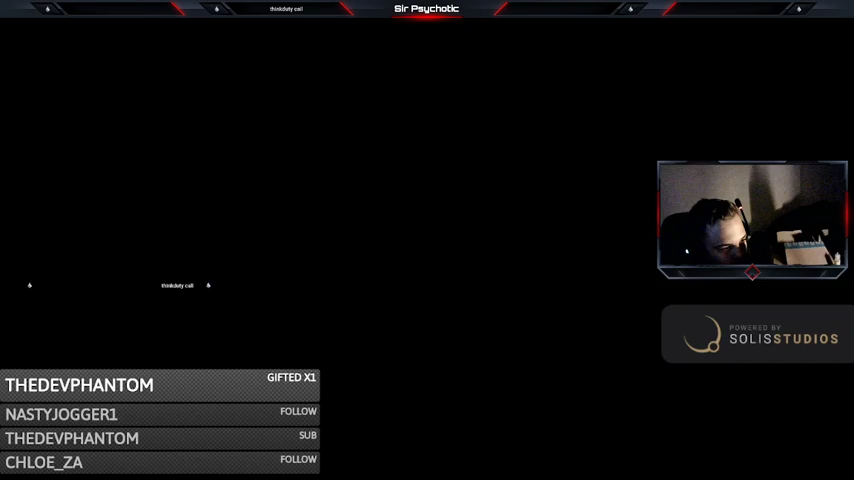 thinkduty call
Sir Psychotic
thinkduty call
POWERED BY
SOLISSTUDIOS
THEDEVPHANTOM GIFTED X1
NASTYJOGGER1 FOLLOW
THEDEVPHANTOM SUB
CHLOE_ZA FOLLOW